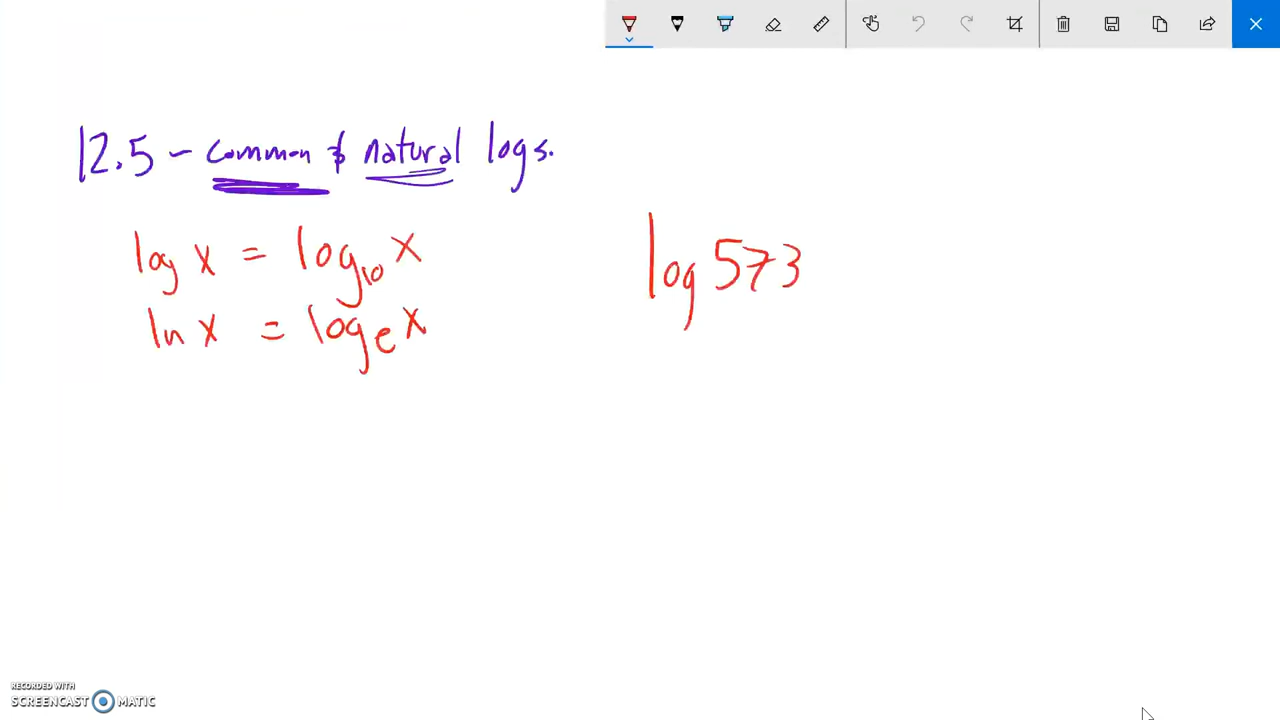 12.5 - common & natural logs.
log x = log₁₀ x
ln x = logₑ x
log 573
RECORDED WITH
SCREENCAST MATIC